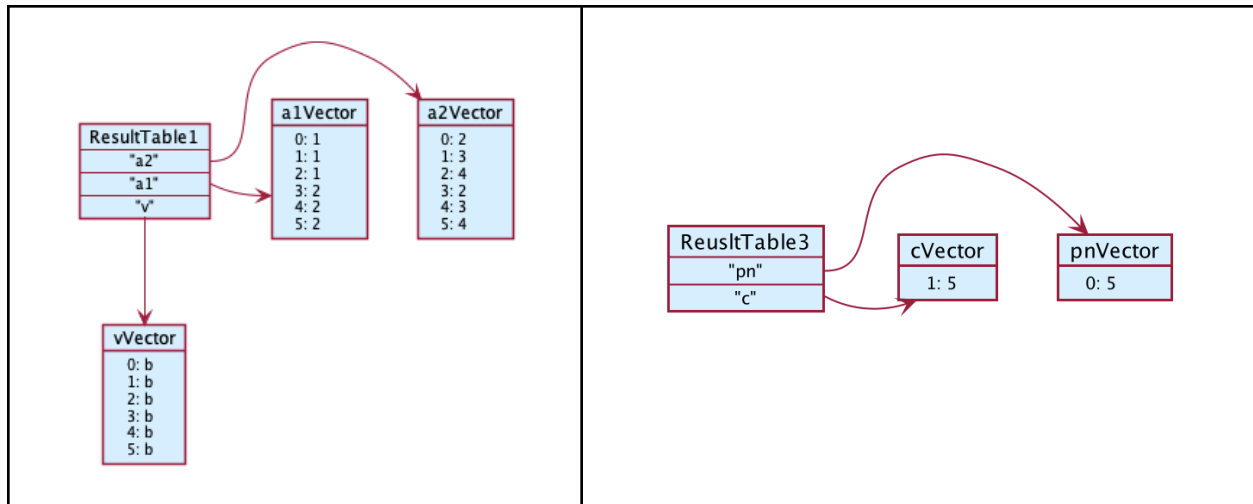 ResultTable1
"a2"
"a1"
"v"
a1Vector
0: 1
1: 1
2: 1
3: 2
4: 2
5: 2
a2Vector
0: 2
1: 3
2: 4
3: 2
4: 3
5: 4
vVector
0: b
1: b
2: b
3: b
4: b
5: b
ReusltTable3
"pn"
"c"
cVector
1: 5
pnVector
0: 5